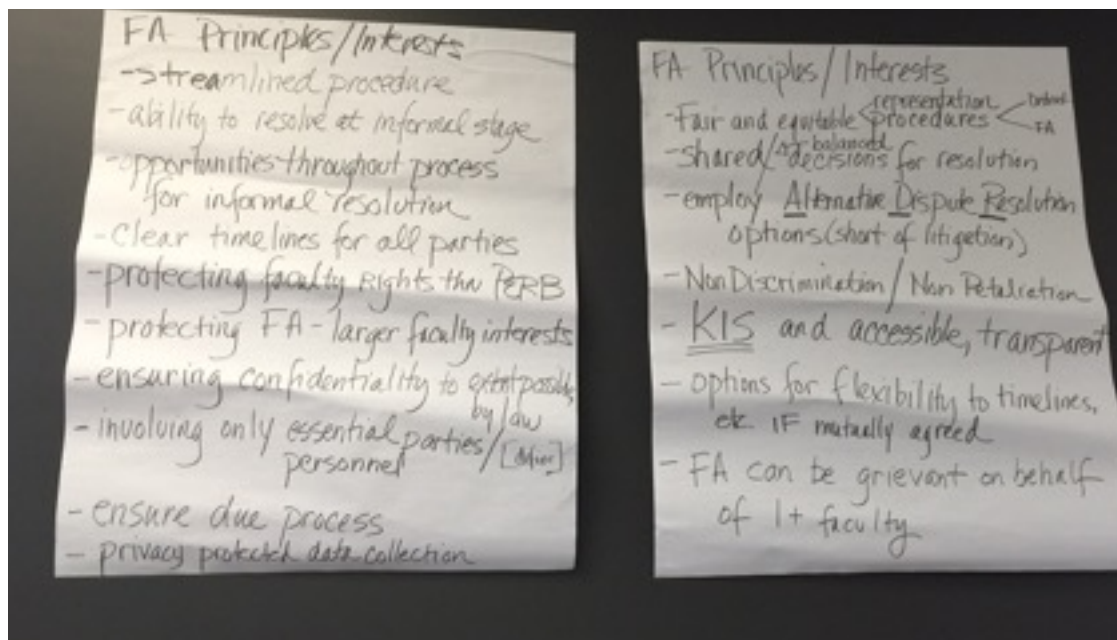 FA Principles/Interests
-streamlined procedure
-ability to resolve at informal stage
-opportunities throughout process
for informal resolution
-Clear timelines for all parties
-protecting faculty Rights thru PERB
-protecting FA-larger faculty interests
-ensuring confidentiality to extent possible
by law
-involving only essential parties/[define]
personnel
-ensure due process
-privacy protected data collection
FA Principles/Interests
representation
-Fair and equitable procedures
FA
balanced
-shared/decisions for resolution
-employ Alternative Dispute Resolution
options (short of litigation)
-Non Discrimination/Non Retaliation
-KIS and accessible, transparent
-options for flexibility to timelines,
etc. IF mutually agreed
-FA can be grievant on behalf
of 1+ faculty